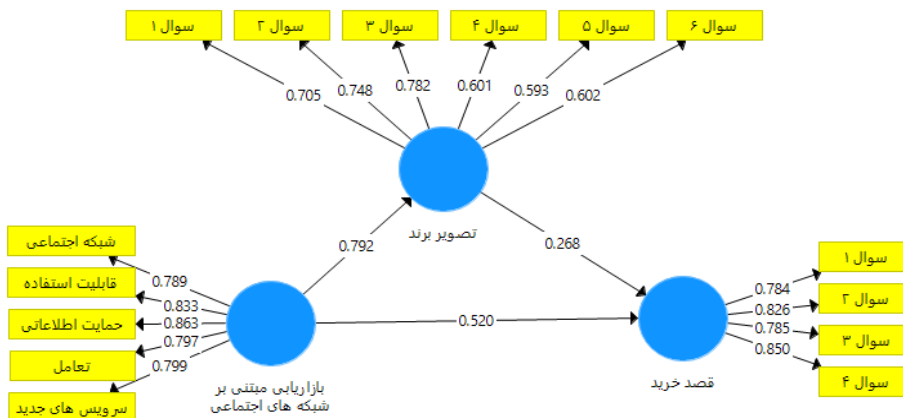 سوال ۱
سوال ۲
سوال ۳
سوال ۴
سوال ۵
سوال ۶
0.705
0.748
0.782
0.601
0.593
0.602
تصویر برند
0.792
0.268
شبکه اجتماعی
قابلیت استفاده
حمایت اطلاعاتی
تعامل
سرویس های جدید
0.789
0.833
0.863
0.797
0.799
بازاریابی مبتنی بر
شبکه های اجتماعی
0.520
قصد خرید
0.784
0.826
0.785
0.850
سوال ۱
سوال ۲
سوال ۳
سوال ۴